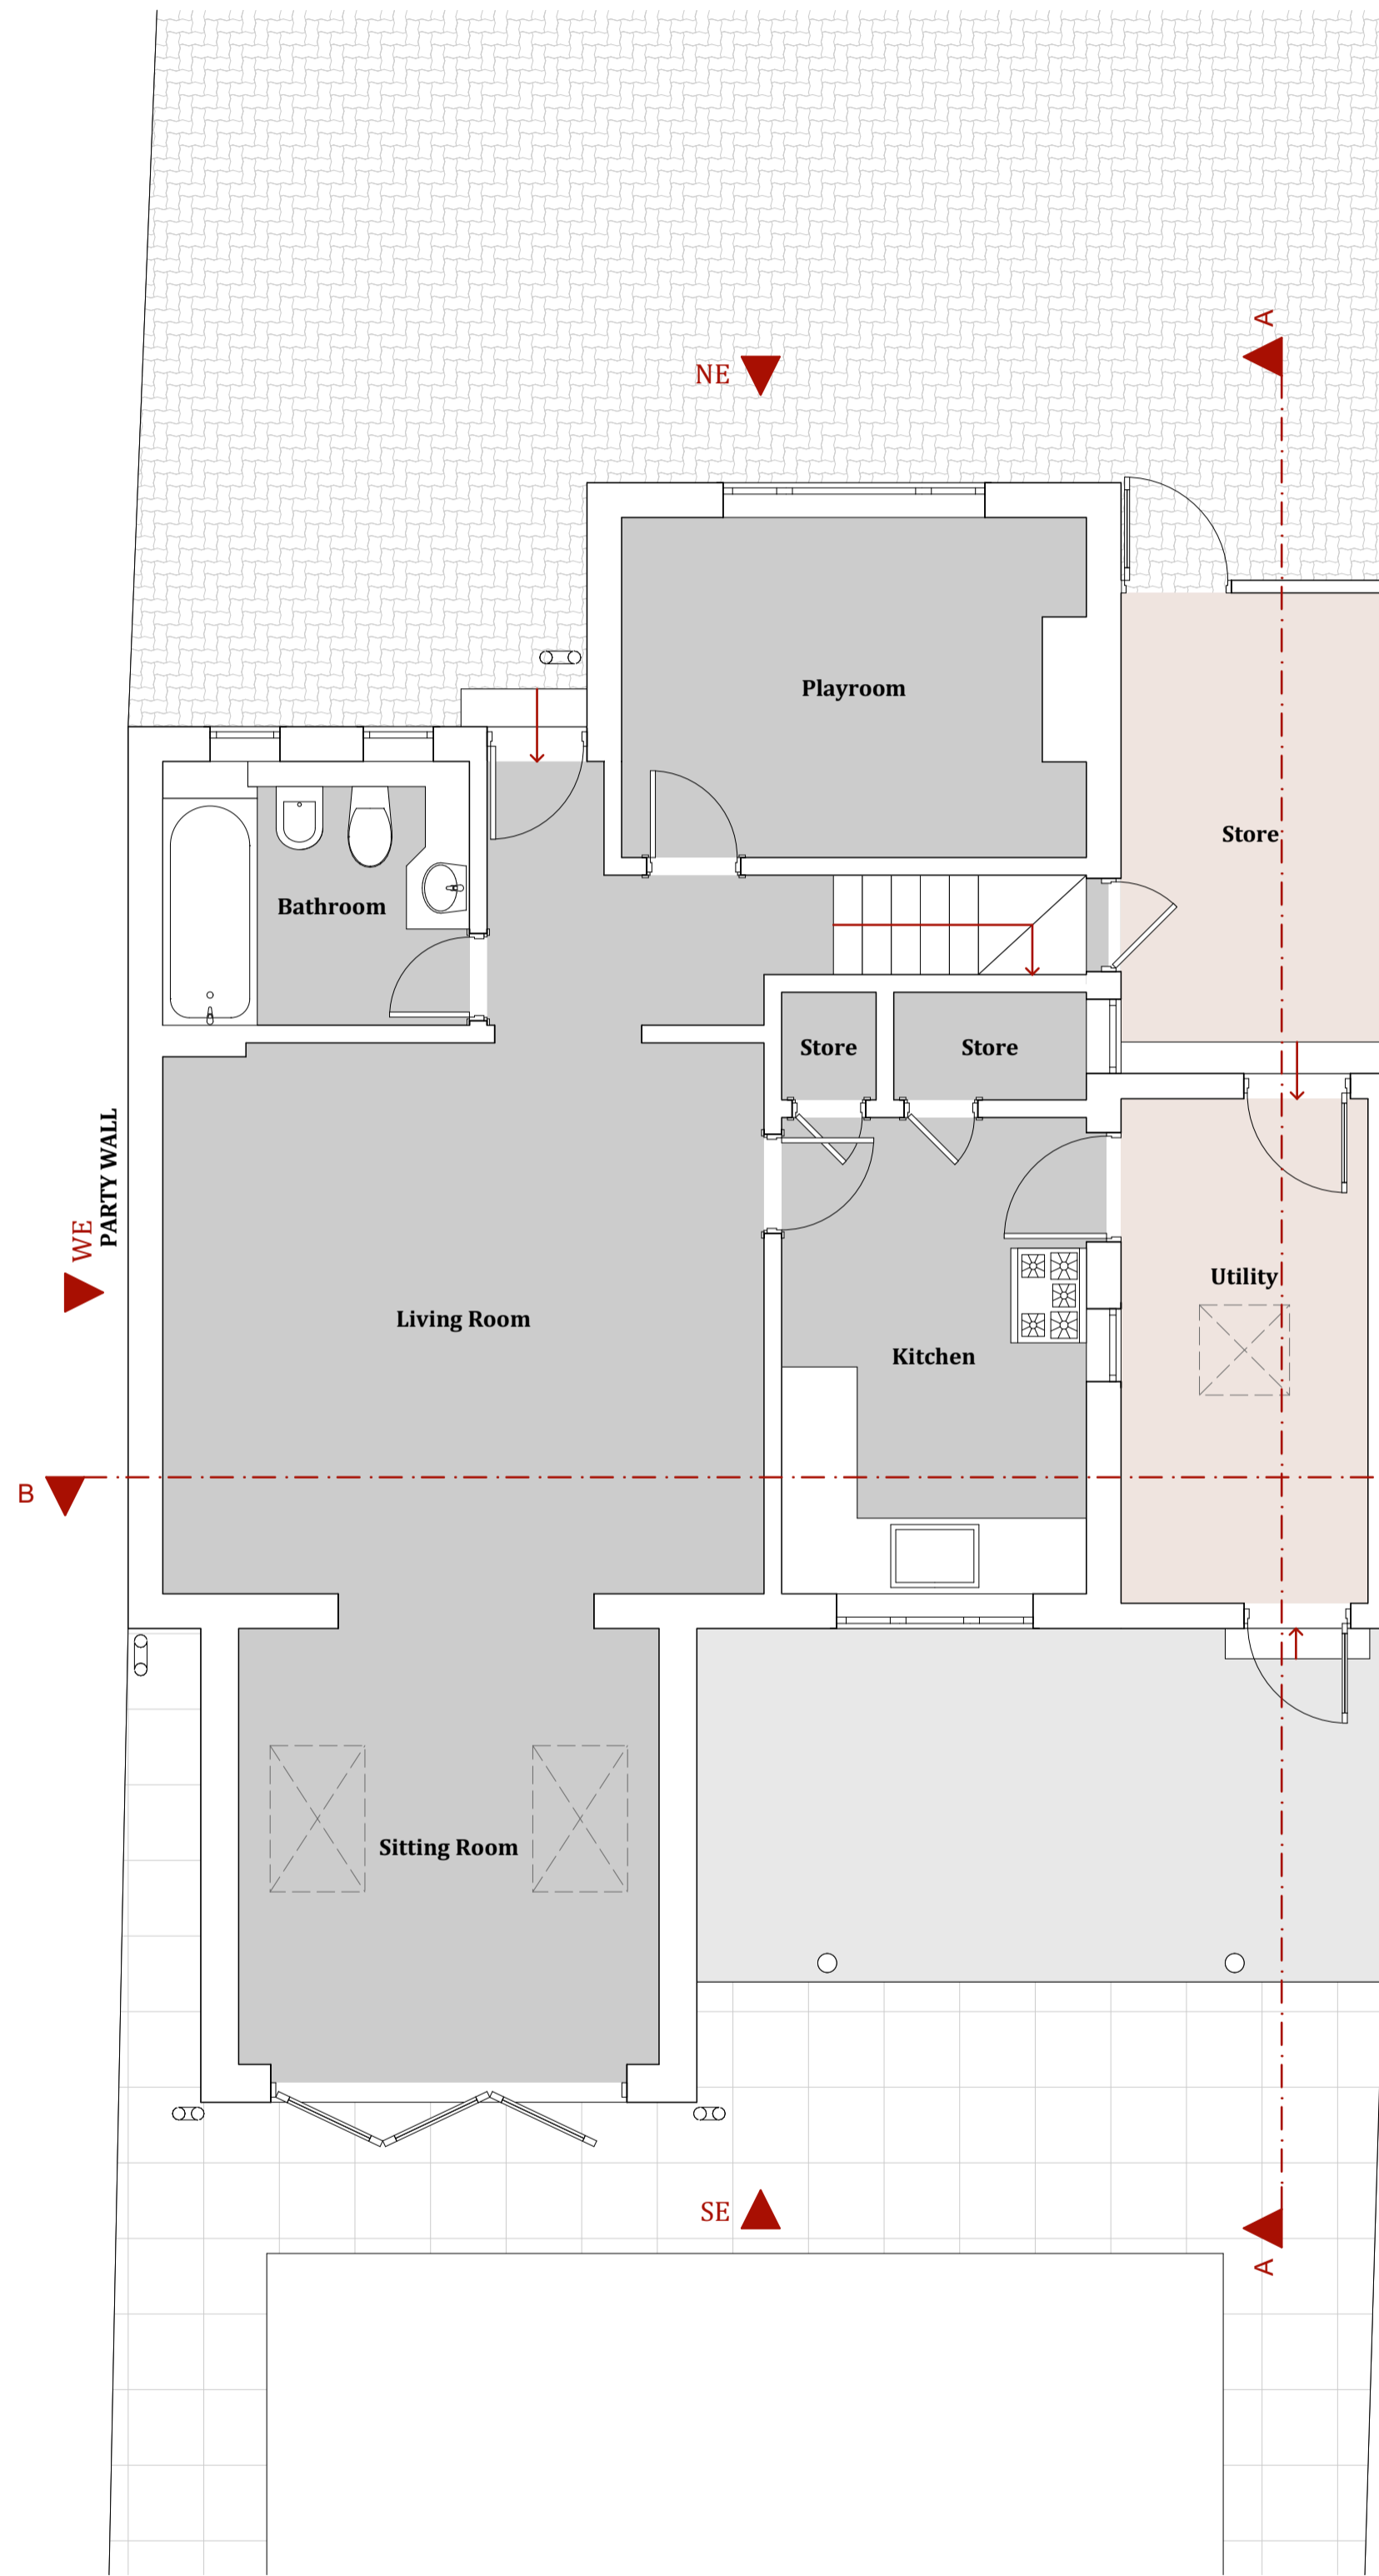 A
NE
Playroom
Store
Bathroom
Store
Store
PARTY WALL
WE
Utility
Living Room
Kitchen
B
Sitting Room
SE
A